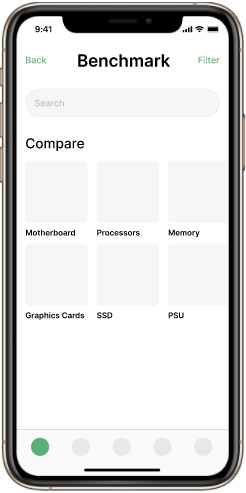 9:41
Back Benchmark Filter
Search
Compare
Motherboard Processors Memory
Graphics Cards SSD PSU